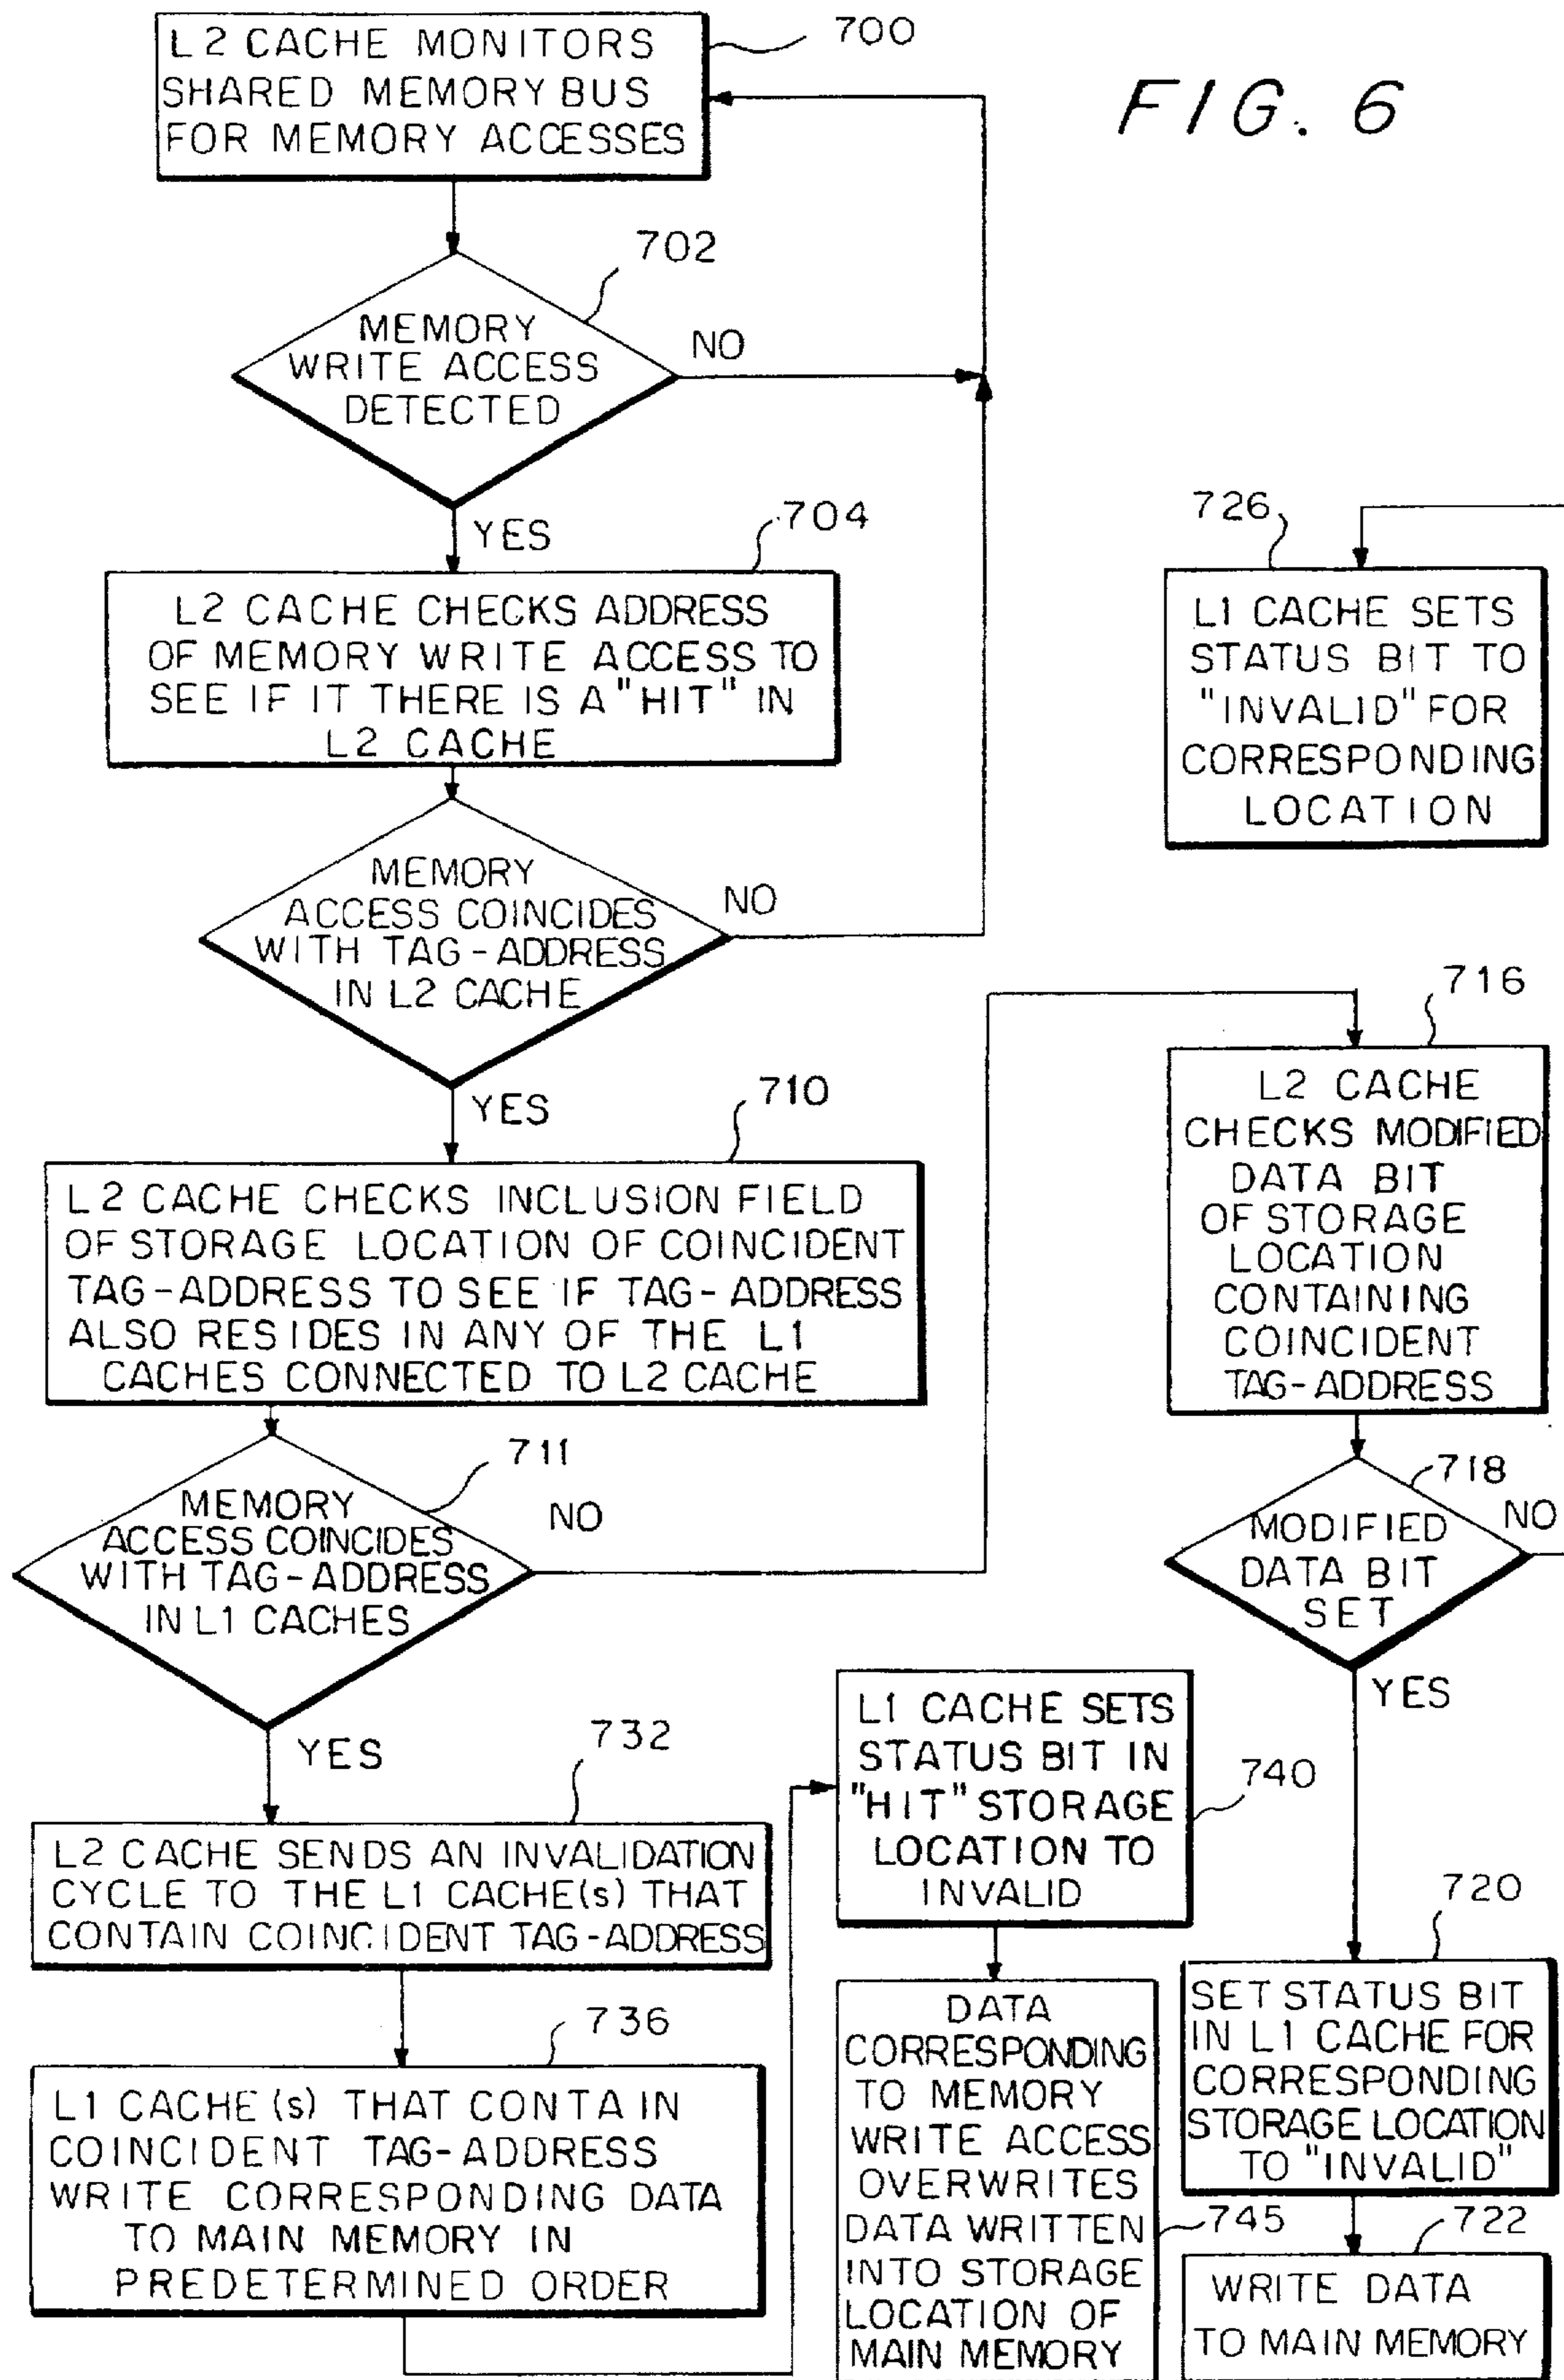 FIG. 6
L2 CACHE MONITORS
SHARED MEMORY BUS
FOR MEMORY ACCESSES
700
702
MEMORY
WRITE ACCESS
DETECTED
NO
YES
704
L2 CACHE CHECKS ADDRESS
OF MEMORY WRITE ACCESS TO
SEE IF IT THERE IS A "HIT" IN
L2 CACHE
MEMORY
ACCESS COINCIDES
WITH TAG-ADDRESS
IN L2 CACHE
NO
YES
710
L2 CACHE CHECKS INCLUSION FIELD
OF STORAGE LOCATION OF COINCIDENT
TAG-ADDRESS TO SEE IF TAG-ADDRESS
ALSO RESIDES IN ANY OF THE L1
CACHES CONNECTED TO L2 CACHE
711
MEMORY
ACCESS COINCIDES
WITH TAG-ADDRESS
IN L1 CACHES
NO
YES
732
L2 CACHE SENDS AN INVALIDATION
CYCLE TO THE L1 CACHE(s) THAT
CONTAIN COINCIDENT TAG-ADDRESS
736
L1 CACHE(s) THAT CONTAIN
COINCIDENT TAG-ADDRESS
WRITE CORRESPONDING DATA
TO MAIN MEMORY IN
PREDETERMINED ORDER
L1 CACHE SETS
STATUS BIT IN
"HIT" STORAGE
LOCATION TO
INVALID
740
DATA
CORRESPONDING
TO MEMORY
WRITE ACCESS
OVERWRITES
DATA WRITTEN
INTO STORAGE
LOCATION OF
MAIN MEMORY
745
726
L1 CACHE SETS
STATUS BIT TO
"INVALID" FOR
CORRESPONDING
LOCATION
716
L2 CACHE
CHECKS MODIFIED
DATA BIT
OF STORAGE
LOCATION
CONTAINING
COINCIDENT
TAG-ADDRESS
718
MODIFIED
DATA BIT
SET
NO
YES
720
SET STATUS BIT
IN L1 CACHE FOR
CORRESPONDING
STORAGE LOCATION
TO "INVALID"
722
WRITE DATA
TO MAIN MEMORY